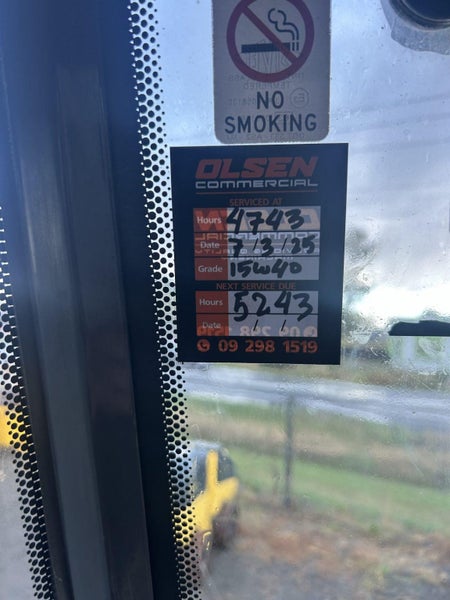 NO
SMOKING
OLSEN
COMMERCIAL
SERVICED AT
Hours 4743
Date 7/3/25
Grade 15W40
NEXT SERVICE DUE
Hours 5243
Date / /
09 298 1519